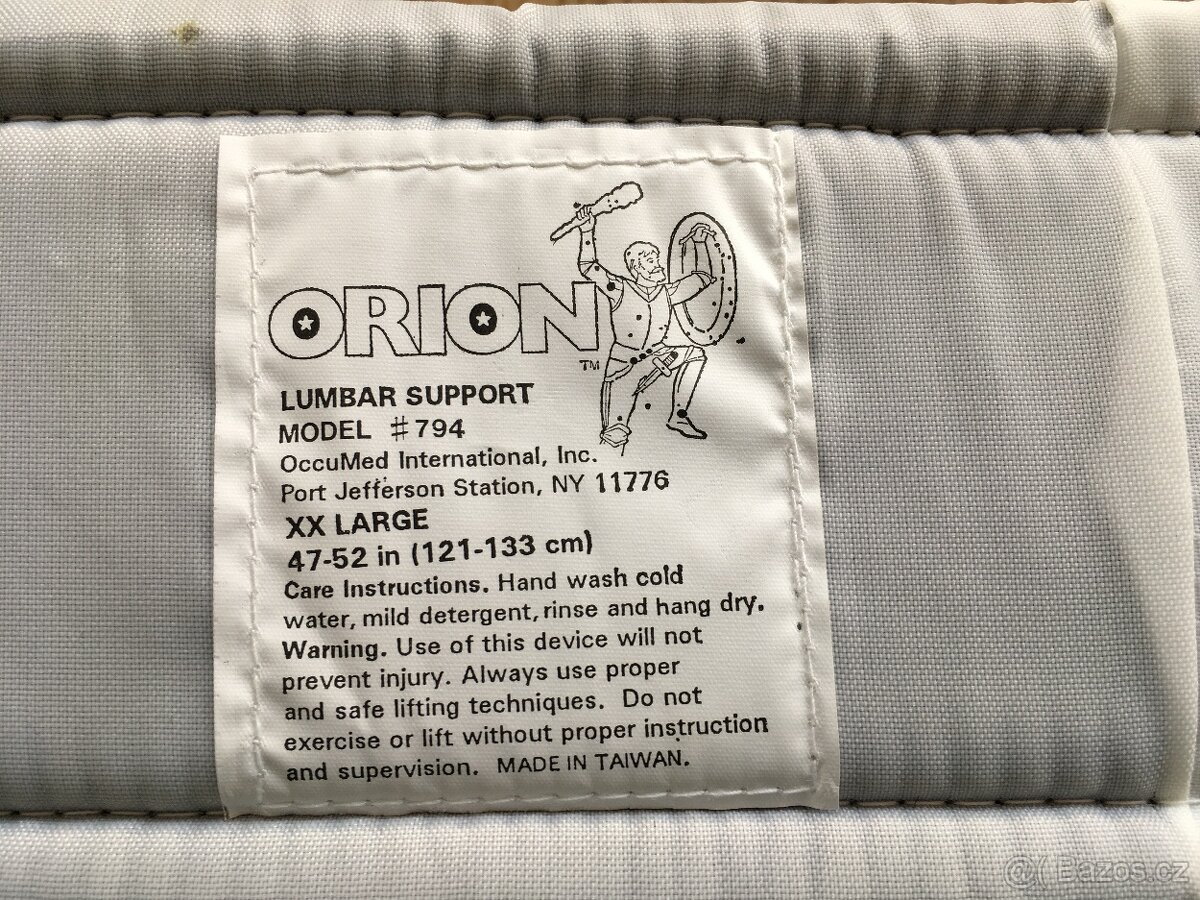 ORION
TM
LUMBAR SUPPORT
MODEL #794
OccuMed International, Inc.
Port Jefferson Station, NY 11776
XX LARGE
47-52 in (121-133 cm)
Care Instructions. Hand wash cold
water, mild detergent, rinse and hang dry.
Warning. Use of this device will not
prevent injury. Always use proper
and safe lifting techniques. Do not
exercise or lift without proper instruction
and supervision. MADE IN TAIWAN.
Bazoš.cz